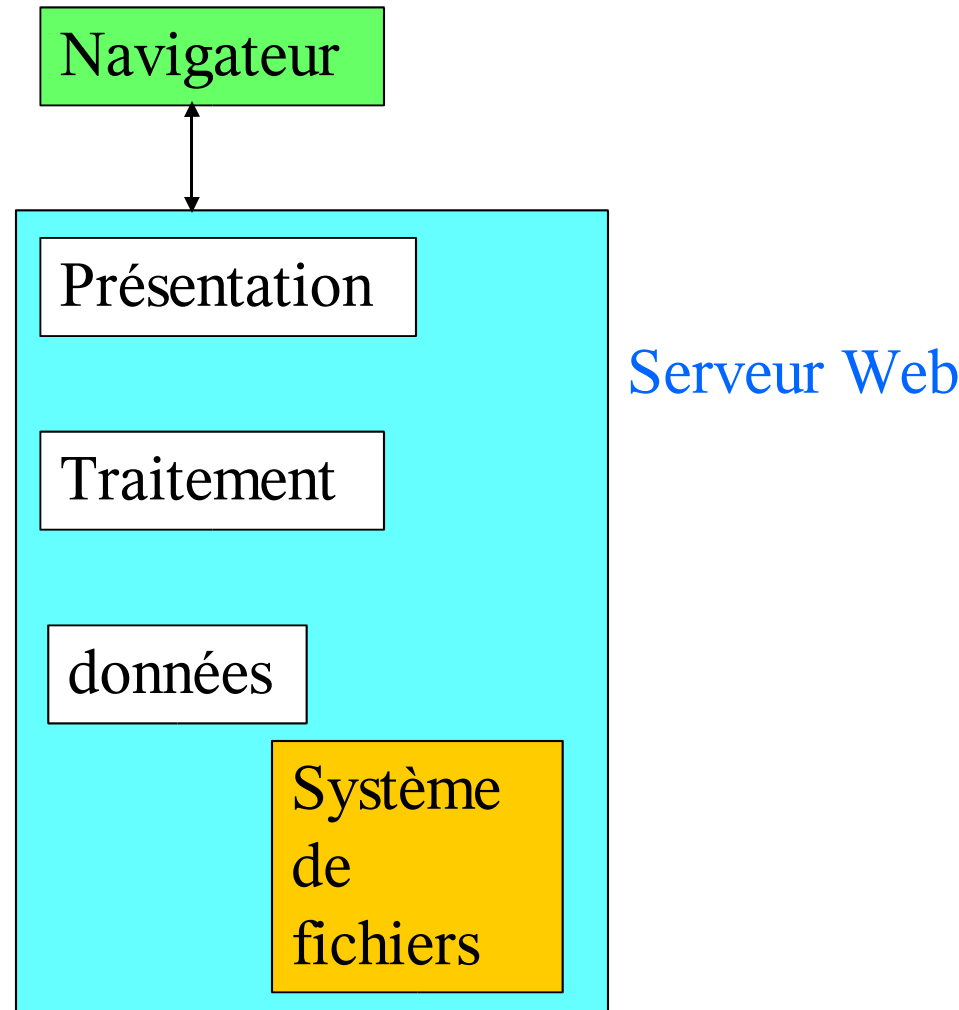 Navigateur
Présentation
Serveur Web
Traitement
données
Système
de
fichiers